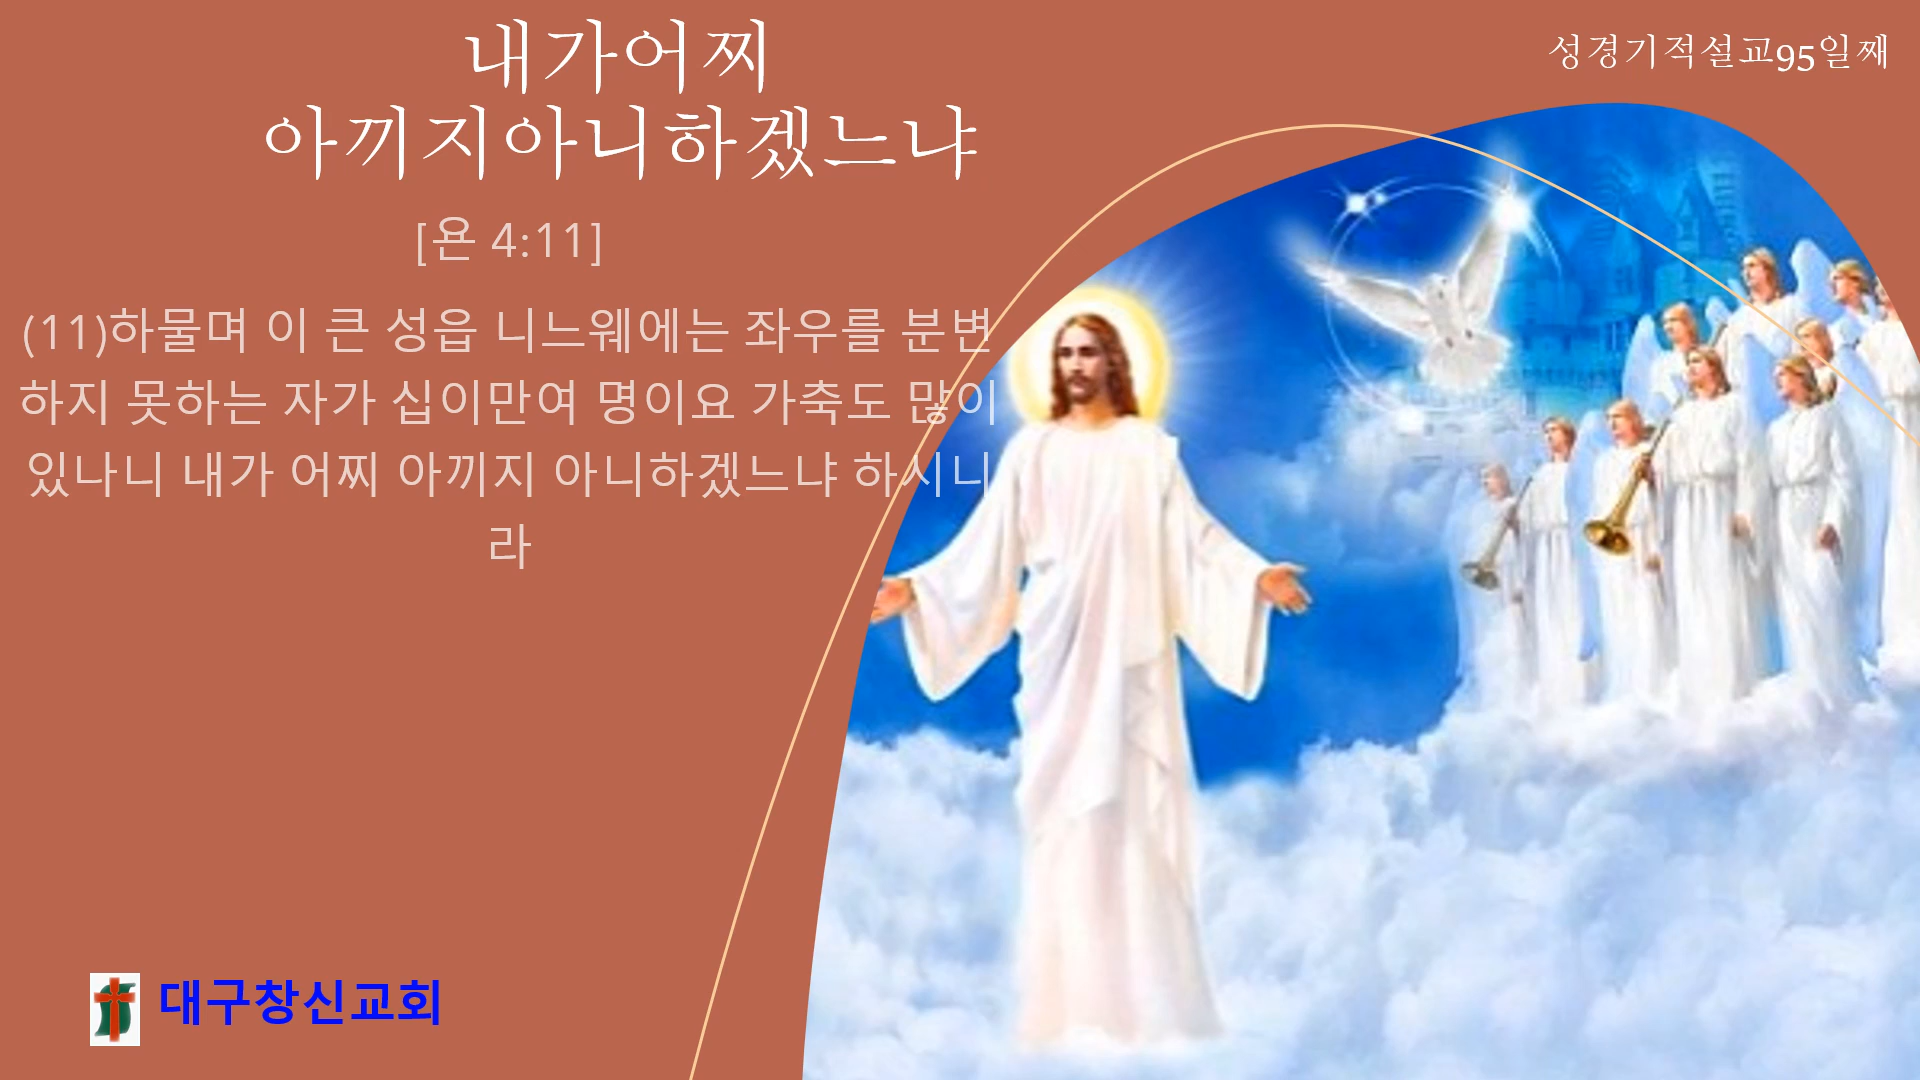 내가어찌
아끼지아니하겠느냐
성경기적설교95일째
[욘 4:11]
(11)하물며 이 큰 성읍 니느웨에는 좌우를 분변
하지 못하는 자가 십이만여 명이요 가축도 많이
있나니 내가 어찌 아끼지 아니하겠느냐 하시니
라
대구창신교회